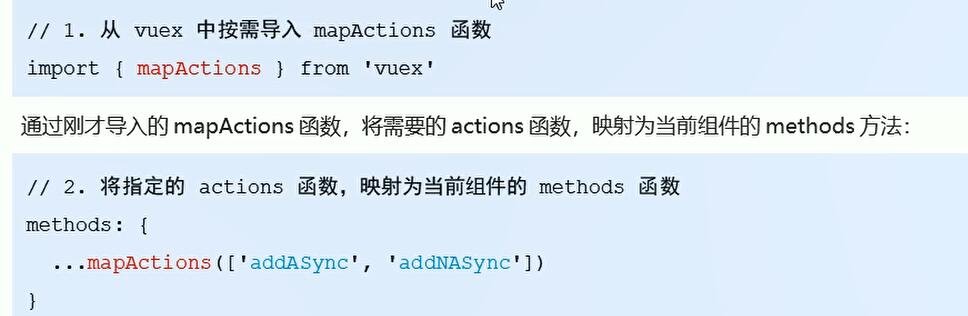 // 1. 从 vuex 中按需导入 mapActions 函数
import { mapActions } from 'vuex'
通过刚才导入的 mapActions 函数，将需要的 actions 函数，映射为当前组件的 methods 方法：
// 2. 将指定的 actions 函数，映射为当前组件的 methods 函数
methods: {
  ...mapActions(['addASync', 'addNASync'])
}